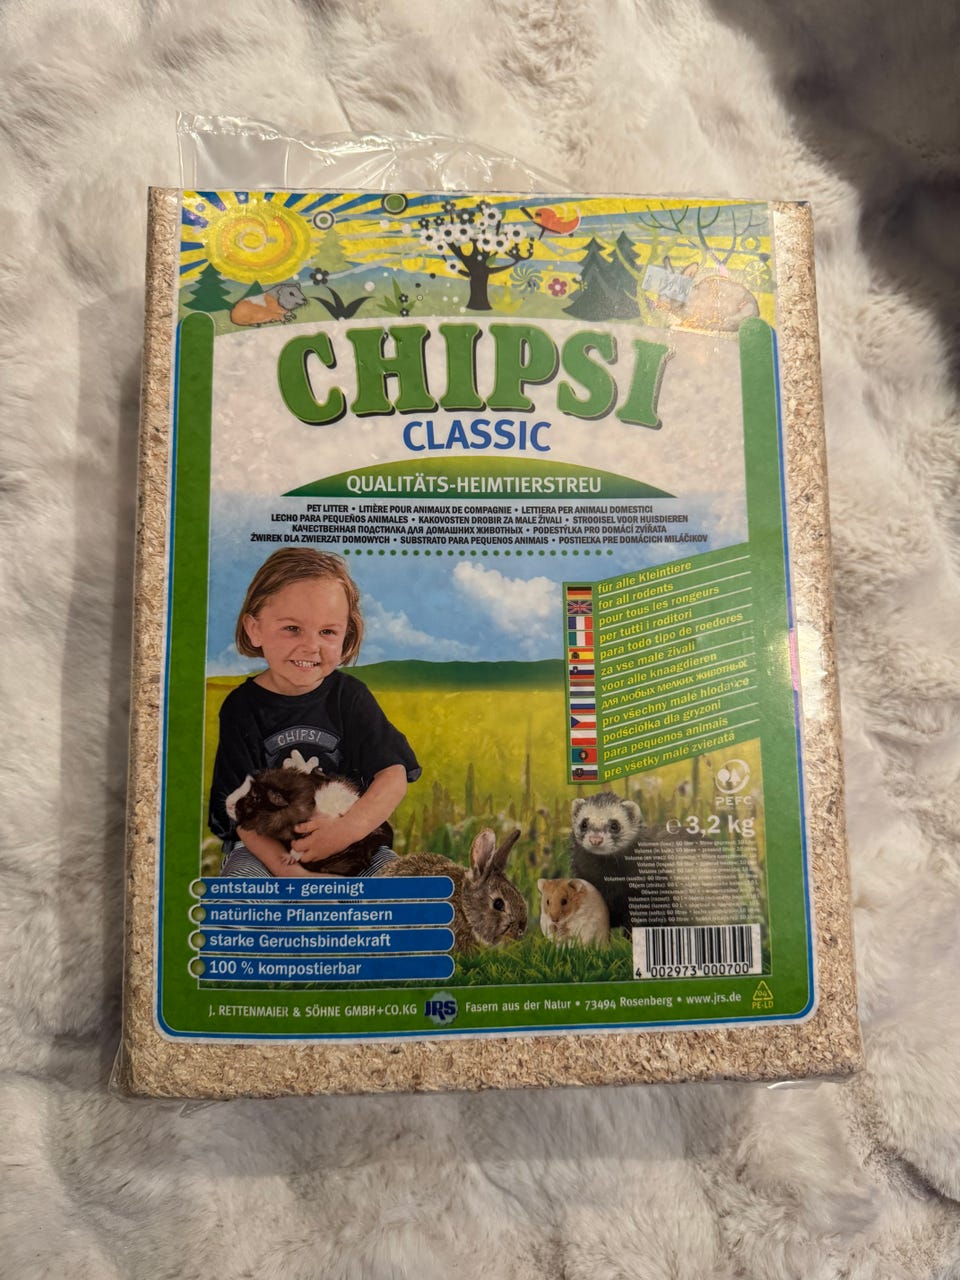 CHIPSI
CLASSIC
QUALITÄTS-HEIMTIERSTREU
PET LITTER • LITIÈRE POUR ANIMAUX DE COMPAGNIE • LETTIERA PER ANIMALI DOMESTICI
LECHO PARA PEQUEÑOS ANIMALES • KAKOVOSTEN DROBIR ZA MALE ŽIVALI • STROOISEL VOOR HUISDIEREN
КАЧЕСТВЕННАЯ ПОДСТИЛКА ДЛЯ ДОМАШНИХ ЖИВОТНЫХ • PODESTÝLKA PRO DOMÁCÍ ZVÍŘATA
ŻWIREK DLA ZWIERZAT DOMOWYCH • SUBSTRATO PARA PEQUENOS ANIMAIS • POSTIEĽKA PRE DOMÁCICH MILÁČIKOV
für alle Kleintiere
for all rodents
pour tous les rongeurs
per tutti i roditori
para todo tipo de roedores
za vse male živali
voor alle knaagdieren
для любых мелких животных
pro všechny malé hlodavce
podściółka dla gryzoni
para pequenos animais
pre všetky malé zvieratá
CHIPSI
PEFC
℮ 3,2 kg
entstaubt + gereinigt
natürliche Pflanzenfasern
starke Geruchsbindekraft
100 % kompostierbar
4 002973 000700
J. RETTENMAIER & SÖHNE GMBH+CO.KG JRS Fasern aus der Natur • 73494 Rosenberg • www.jrs.de
04
PE-LD